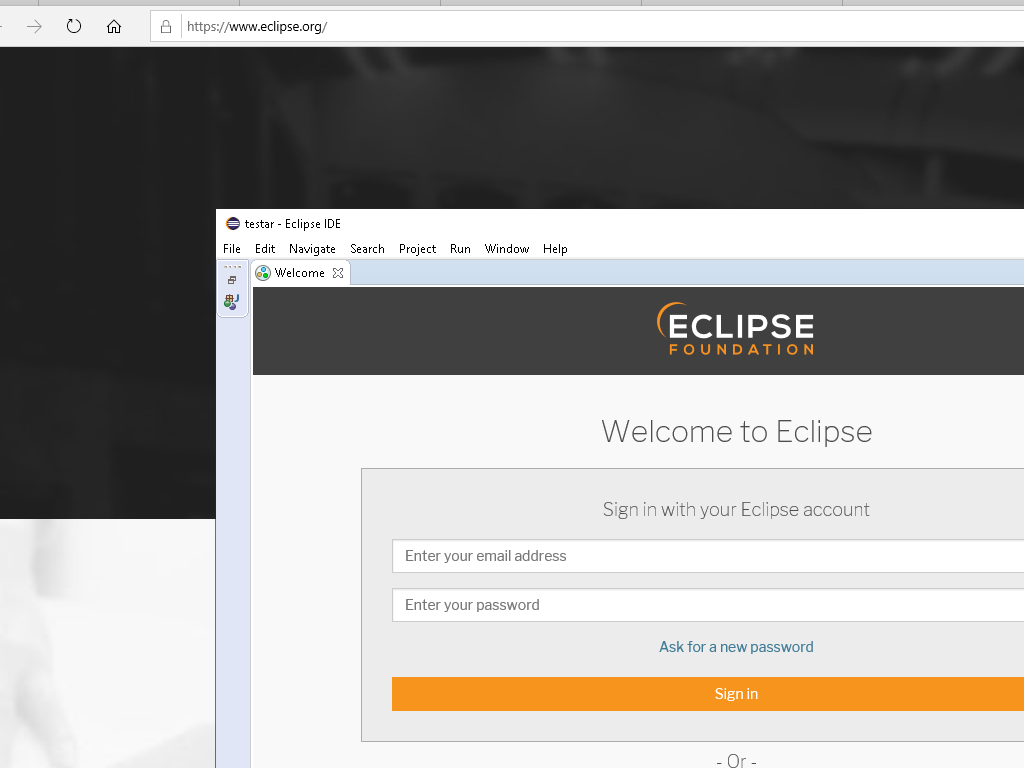 https://www.eclipse.org/
testar - Eclipse IDE
File Edit Navigate Search Project Run Window Help
Welcome
ECLIPSE
FOUNDATION
Welcome to Eclipse
Sign in with your Eclipse account
Enter your email address
Enter your password
Ask for a new password
Sign in
- Or -